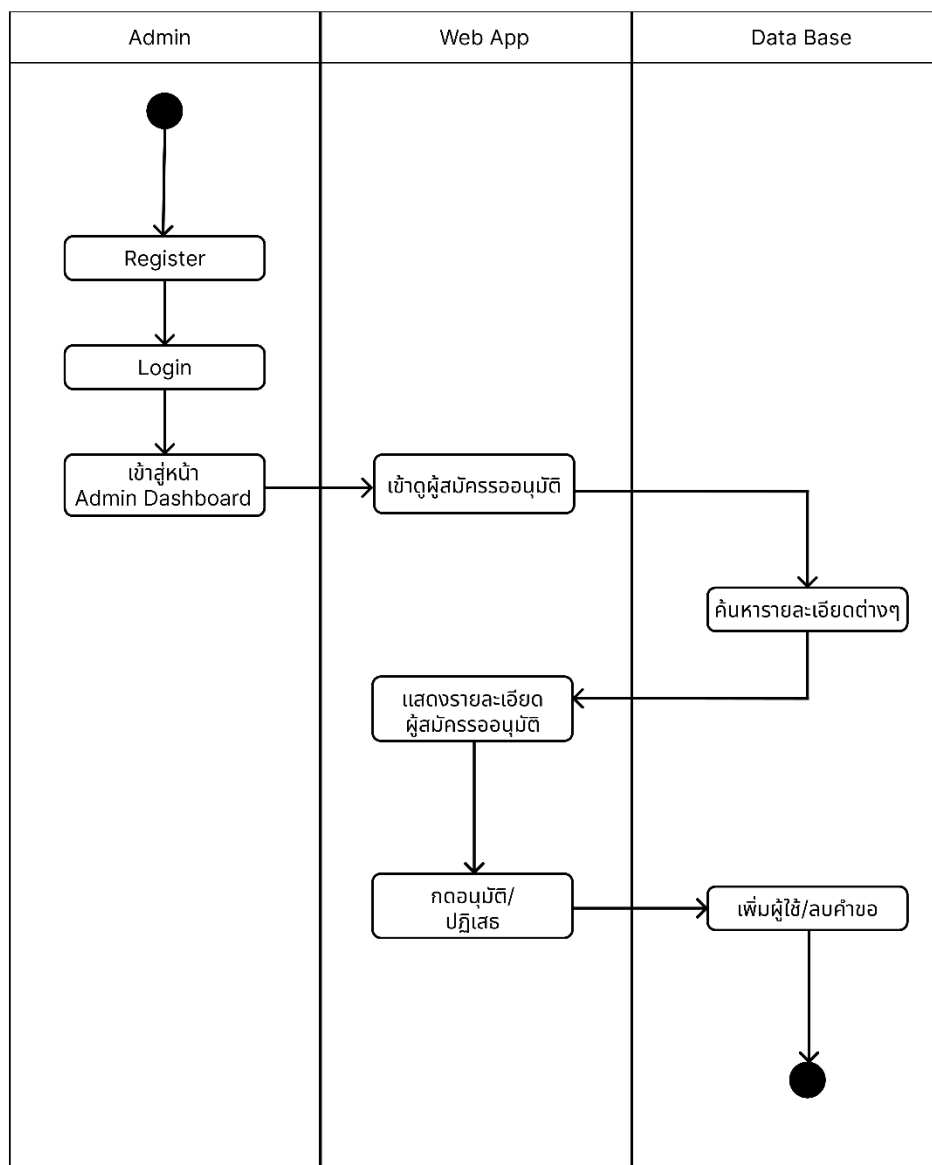 Admin
Web App
Data Base
Register
Login
เข้าสู่หน้า
Admin Dashboard
เข้าดูผู้สมัครรออนุมัติ
ค้นหารายละเอียดต่างๆ
แสดงรายละเอียด
ผู้สมัครรออนุมัติ
กดอนุมัติ/
ปฏิเสธ
เพิ่มผู้ใช้/ลบคำขอ